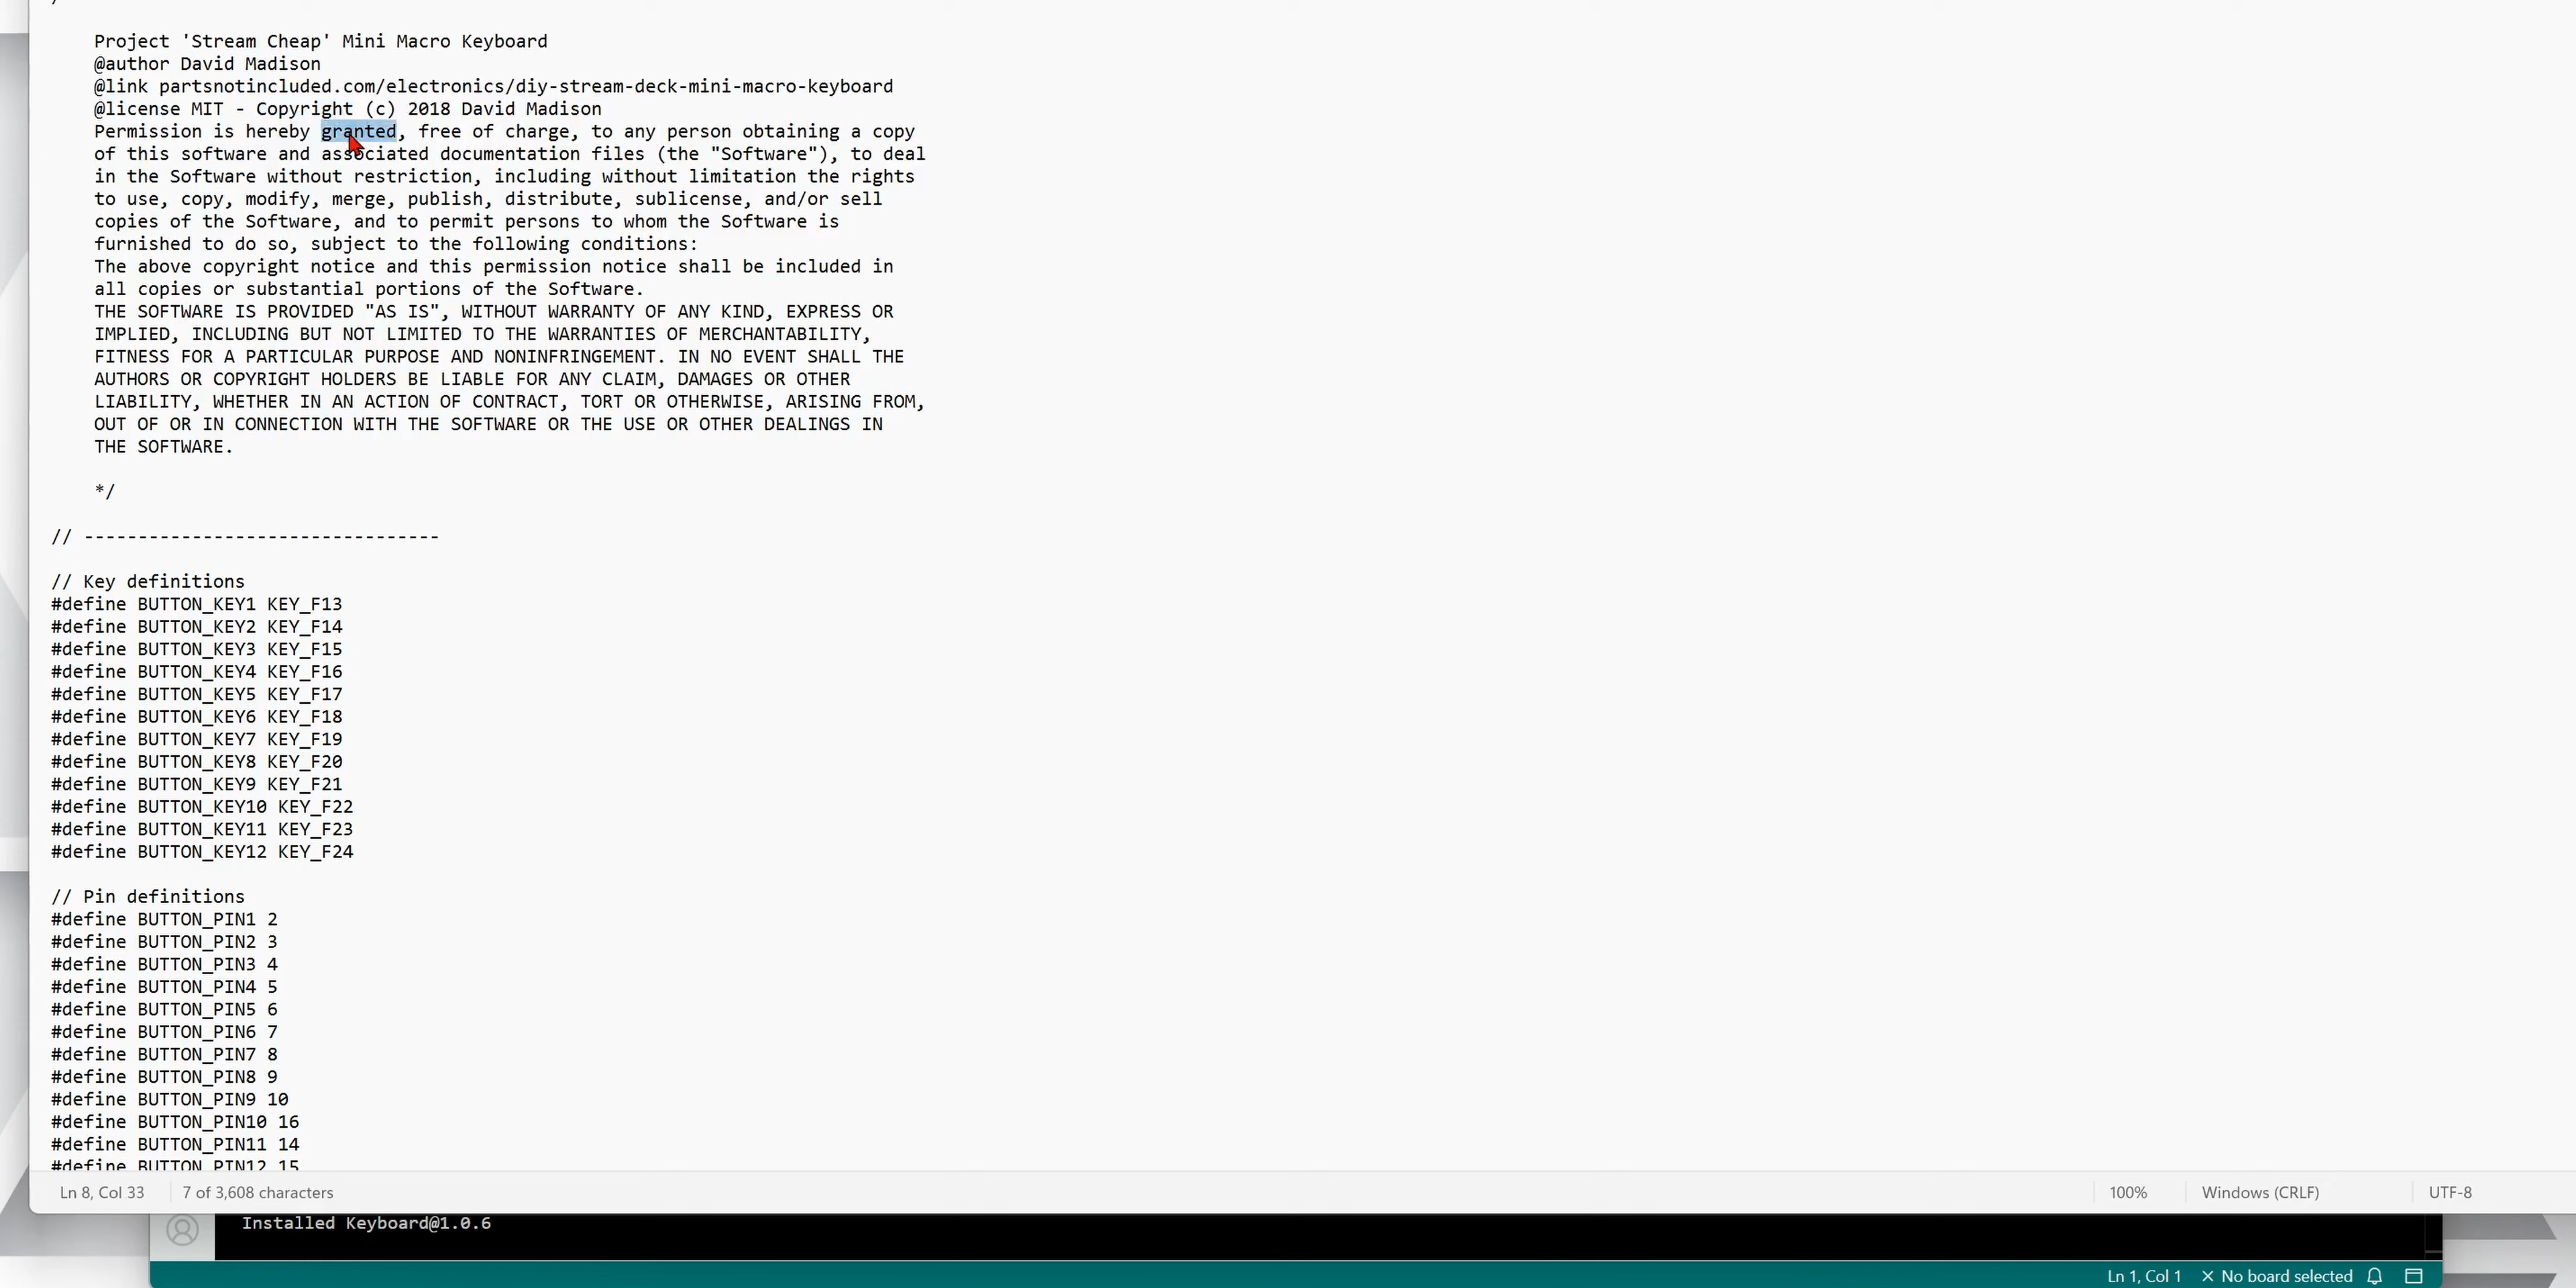 Project 'Stream Cheap' Mini Macro Keyboard
@author David Madison
@link partsnotincluded.com/electronics/diy-stream-deck-mini-macro-keyboard
@license MIT - Copyright (c) 2018 David Madison
Permission is hereby granted, free of charge, to any person obtaining a copy
of this software and associated documentation files (the "Software"), to deal
in the Software without restriction, including without limitation the rights
to use, copy, modify, merge, publish, distribute, sublicense, and/or sell
copies of the Software, and to permit persons to whom the Software is
furnished to do so, subject to the following conditions:
The above copyright notice and this permission notice shall be included in
all copies or substantial portions of the Software.
THE SOFTWARE IS PROVIDED "AS IS", WITHOUT WARRANTY OF ANY KIND, EXPRESS OR
IMPLIED, INCLUDING BUT NOT LIMITED TO THE WARRANTIES OF MERCHANTABILITY,
FITNESS FOR A PARTICULAR PURPOSE AND NONINFRINGEMENT. IN NO EVENT SHALL THE
AUTHORS OR COPYRIGHT HOLDERS BE LIABLE FOR ANY CLAIM, DAMAGES OR OTHER
LIABILITY, WHETHER IN AN ACTION OF CONTRACT, TORT OR OTHERWISE, ARISING FROM,
OUT OF OR IN CONNECTION WITH THE SOFTWARE OR THE USE OR OTHER DEALINGS IN
THE SOFTWARE.
*/
// ---------------------------------
// Key definitions
#define BUTTON_KEY1 KEY_F13
#define BUTTON_KEY2 KEY_F14
#define BUTTON_KEY3 KEY_F15
#define BUTTON_KEY4 KEY_F16
#define BUTTON_KEY5 KEY_F17
#define BUTTON_KEY6 KEY_F18
#define BUTTON_KEY7 KEY_F19
#define BUTTON_KEY8 KEY_F20
#define BUTTON_KEY9 KEY_F21
#define BUTTON_KEY10 KEY_F22
#define BUTTON_KEY11 KEY_F23
#define BUTTON_KEY12 KEY_F24
// Pin definitions
#define BUTTON_PIN1 2
#define BUTTON_PIN2 3
#define BUTTON_PIN3 4
#define BUTTON_PIN4 5
#define BUTTON_PIN5 6
#define BUTTON_PIN6 7
#define BUTTON_PIN7 8
#define BUTTON_PIN8 9
#define BUTTON_PIN9 10
#define BUTTON_PIN10 16
#define BUTTON_PIN11 14
#define BUTTON_PIN12 15
Ln 8, Col 33 7 of 3,608 characters 100% Windows (CRLF) UTF-8
Installed Keyboard@1.0.6
Ln 1, Col 1 No board selected